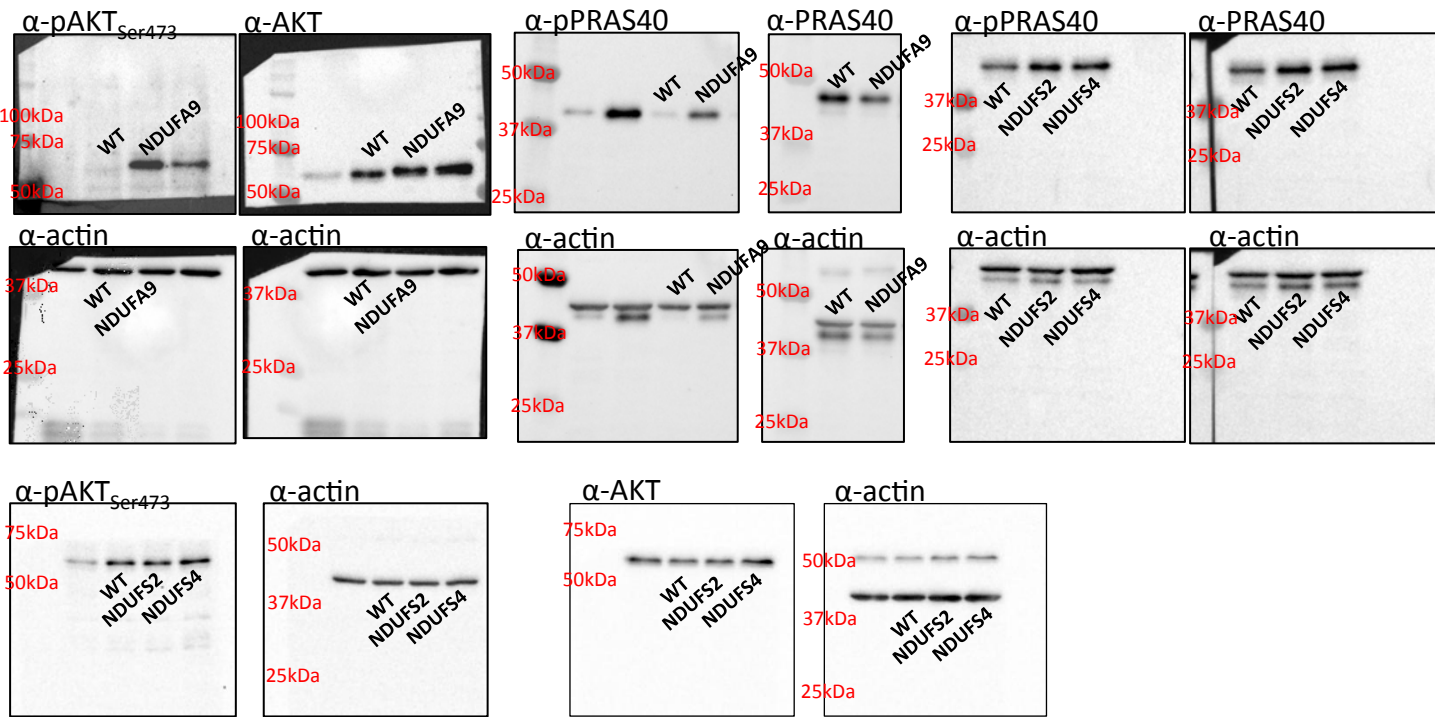 α-pAKTSer473
α-AKT
α-pPRAS40
α-PRAS40
α-pPRAS40
α-PRAS40
100kDa
75kDa
50kDa
WT
NDUFA9
100kDa
75kDa
50kDa
WT
NDUFA9
50kDa
37kDa
25kDa
WT
NDUFA9
50kDa
37kDa
25kDa
WT
NDUFA9
37kDa
25kDa
WT
NDUFS2
NDUFS4
37kDa
25kDa
WT
NDUFS2
NDUFS4
α-actin
α-actin
α-actin
α-actin
α-actin
α-actin
37kDa
25kDa
WT
NDUFA9
37kDa
25kDa
WT
NDUFA9
50kDa
37kDa
25kDa
WT
NDUFA9
50kDa
37kDa
25kDa
WT
NDUFA9
37kDa
25kDa
WT
NDUFS2
NDUFS4
37kDa
25kDa
WT
NDUFS2
NDUFS4
α-pAKTSer473
α-actin
α-AKT
α-actin
75kDa
50kDa
WT
NDUFS2
NDUFS4
50kDa
37kDa
25kDa
WT
NDUFS2
NDUFS4
75kDa
50kDa
WT
NDUFS2
NDUFS4
50kDa
37kDa
25kDa
WT
NDUFS2
NDUFS4